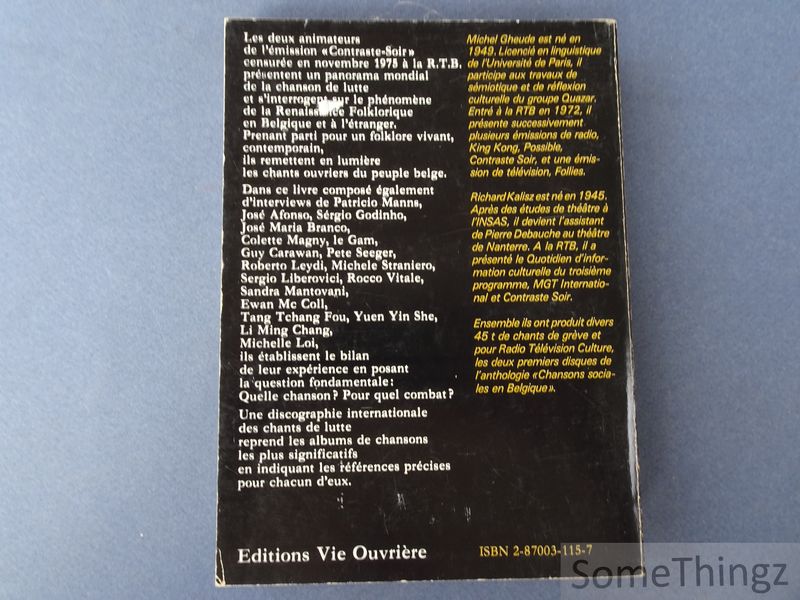 Les deux animateurs
de l'émission «Contraste-Soir»
censurée en novembre 1975 à la R.T.B.
présentent un panorama mondial
de la chanson de lutte
et s'interrogent sur le phénomène
de la Renaissance Folklorique
en Belgique et à l'étranger.
Prenant parti pour un folklore vivant,
contemporain,
ils remettent en lumière
les chants ouvriers du peuple belge.
Dans ce livre composé également
d'interviews de Patricio Manns,
José Afonso, Sérgio Godinho,
José Maria Branco,
Colette Magny, le Gam,
Guy Carawan, Pete Seeger,
Roberto Leydi, Michele Straniero,
Sergio Liberovici, Rocco Vitale,
Sandra Mantovani,
Ewan Mc Coll,
Tang Tchang Fou, Yuen Yin She,
Li Ming Chang,
Michelle Loi,
ils établissent le bilan
de leur expérience en posant
la question fondamentale:
Quelle chanson? Pour quel combat?
Une discographie internationale
des chants de lutte
reprend les albums de chansons
les plus significatifs
en indiquant les références précises
pour chacun d'eux.
Editions Vie Ouvrière
Michel Gheude est né en
1949. Licencié en linguistique
de l'Université de Paris, il
participe aux travaux de
sémiotique et de réflexion
culturelle du groupe Quazar.
Entré à la RTB en 1972, il
présente successivement
plusieurs émissions de radio,
King Kong, Possible,
Contraste Soir, et une émis-
sion de télévision, Follies.
Richard Kalisz est né en 1945.
Après des études de théâtre à
l'INSAS, il devient l'assistant
de Pierre Debauche au théâtre
de Nanterre. A la RTB, il a
présenté le Quotidien d'infor-
mation culturelle du troisième
programme, MGT Internatio-
nal et Contraste Soir.
Ensemble ils ont produit divers
45 t de chants de grève et
pour Radio Télévision Culture,
les deux premiers disques de
l'anthologie «Chansons socia-
les en Belgique».
ISBN 2-87003-115-7
SomeThingz